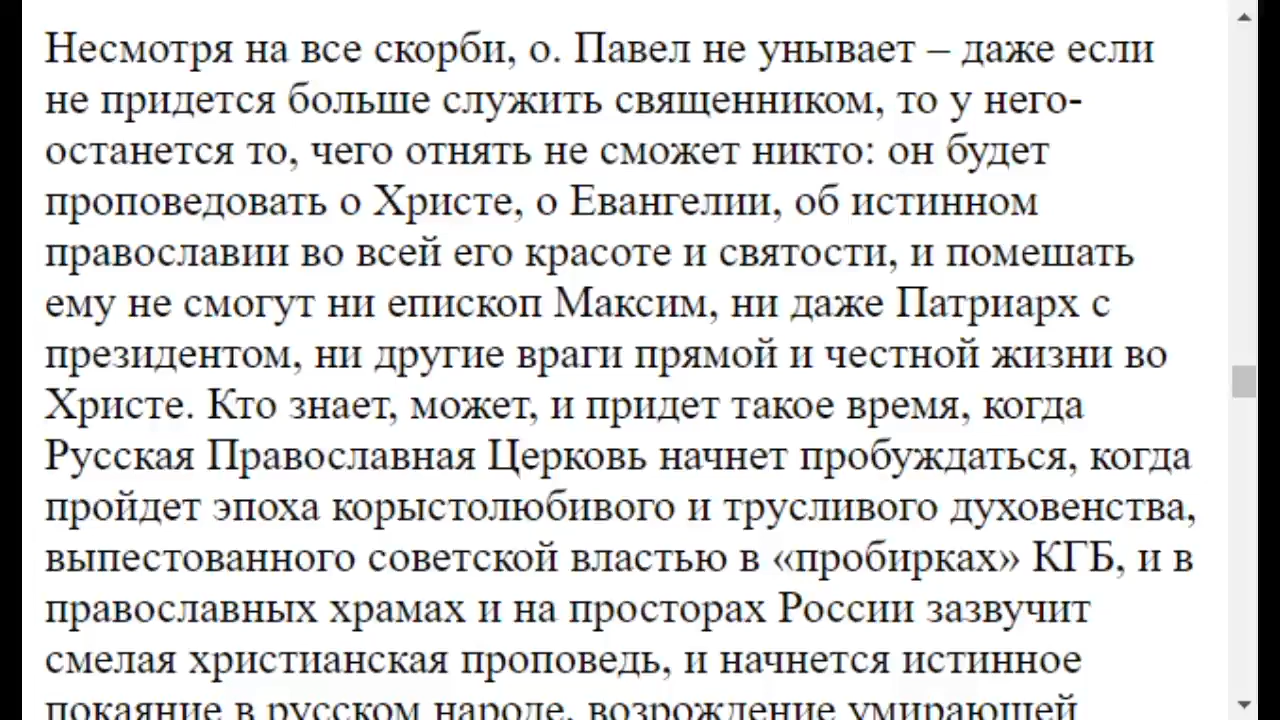 Несмотря на все скорби, о. Павел не унывает – даже если
не придется больше служить священником, то у него-
останется то, чего отнять не сможет никто: он будет
проповедовать о Христе, о Евангелии, об истинном
православии во всей его красоте и святости, и помешать
ему не смогут ни епископ Максим, ни даже Патриарх с
президентом, ни другие враги прямой и честной жизни во
Христе. Кто знает, может, и придет такое время, когда
Русская Православная Церковь начнет пробуждаться, когда
пройдет эпоха корыстолюбивого и трусливого духовенства,
выпестованного советской властью в «пробирках» КГБ, и в
православных храмах и на просторах России зазвучит
смелая христианская проповедь, и начнется истинное
покаяние в русском народе, возрождение умирающей